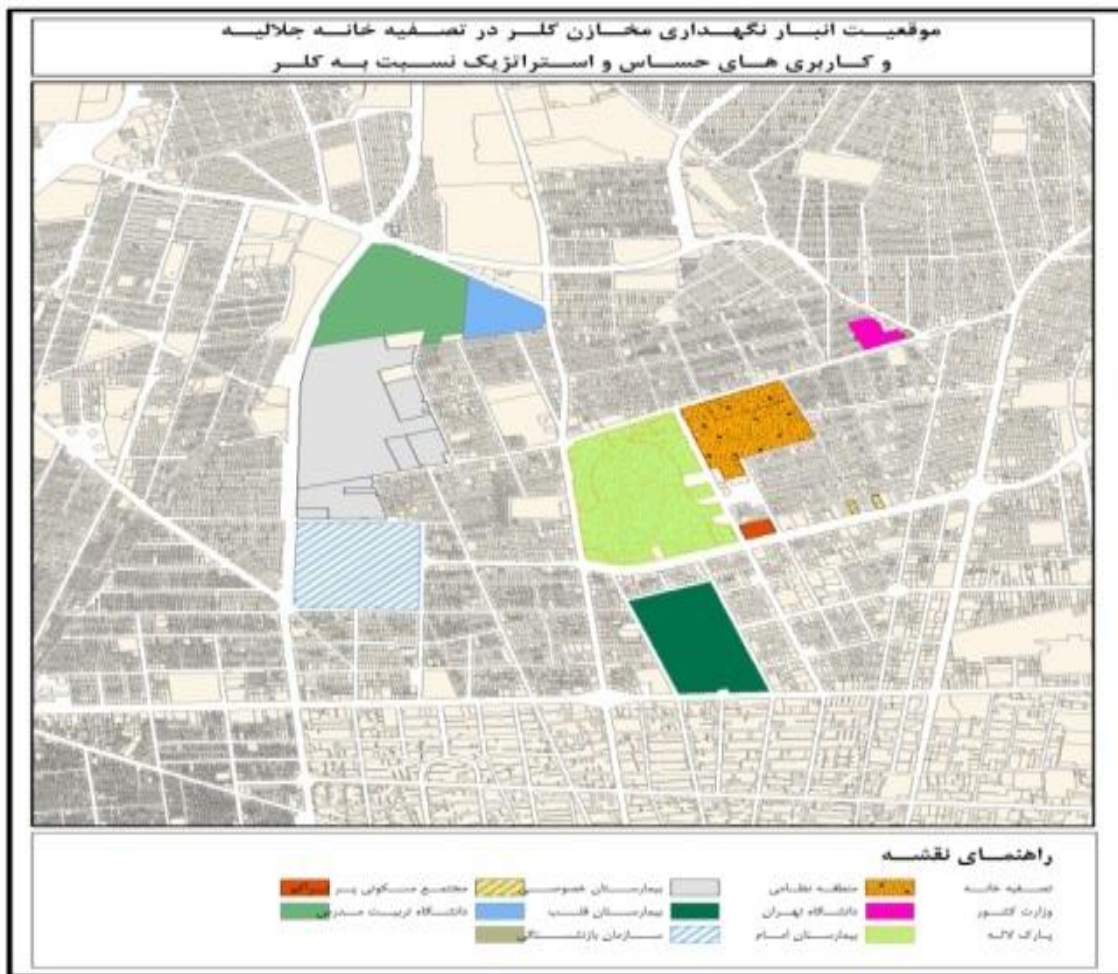 موقعیت انبار نگهداری مخازن کلر در تصفیه خانه جلالیه
و کاربری های حساس و استراتژیک نسبت به کلر
راهنمای نقشه
تصفیه خانه
منطقه نظامی
بیمارستان خصوصی
مجتمع مسکونی پر
وزارت کشور
دانشگاه تهران
بیمارستان قلب
دانشگاه تربیت مدرس
پارک لاله
بیمارستان امام
سازمان بازنشستگی